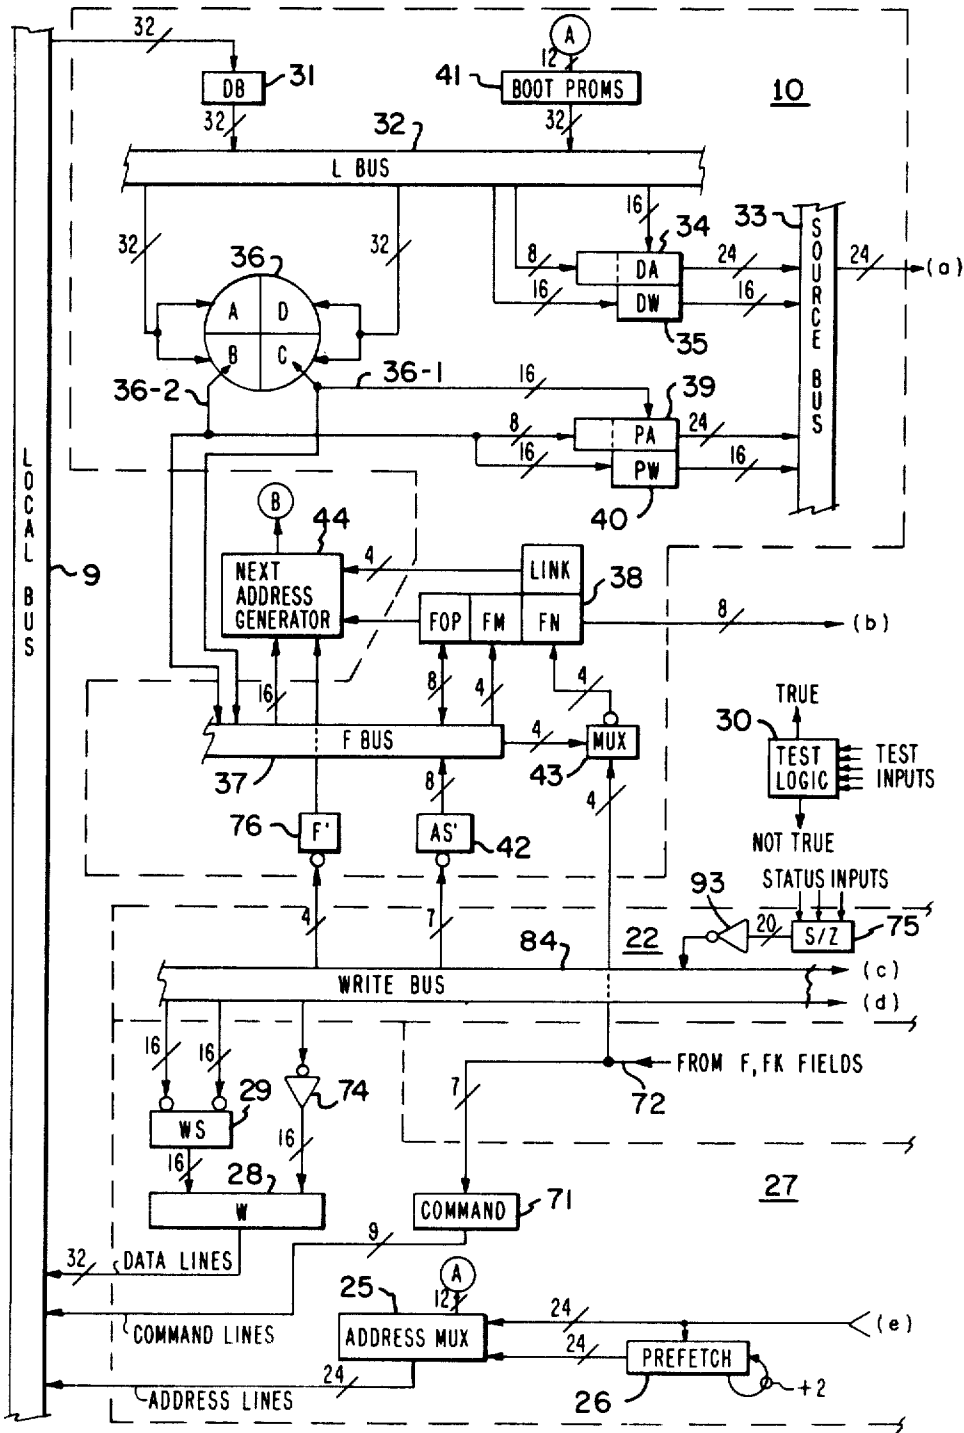 32
A
12
31
41
DB
BOOT PROMS
10
32
32
32
L BUS
16
33
34
32
36
32
8
DA
24
24
(a)
16
DW
16
A
D
35
B
C
SOURCE BUS
36-2
36-1
16
39
8
PA
24
16
PW
16
40
LOCAL BUS
9
B
44
4
LINK
38
NEXT
ADDRESS
GENERATOR
FOP
FM
FN
8
(b)
16
8
4
4
TRUE
30
F BUS
4
MUX
TEST
LOGIC
TEST
INPUTS
37
43
8
4
76
F'
AS'
42
NOT TRUE
STATUS INPUTS
93
4
7
84
22
20
S/Z
75
WRITE BUS
(c)
(d)
16
16
FROM F, FK FIELDS
72
29
74
7
WS
16
16
28
27
W
COMMAND
71
9
32
DATA LINES
A
25
12
24
(e)
COMMAND LINES
ADDRESS MUX
24
PREFETCH
24
26
+2
ADDRESS LINES